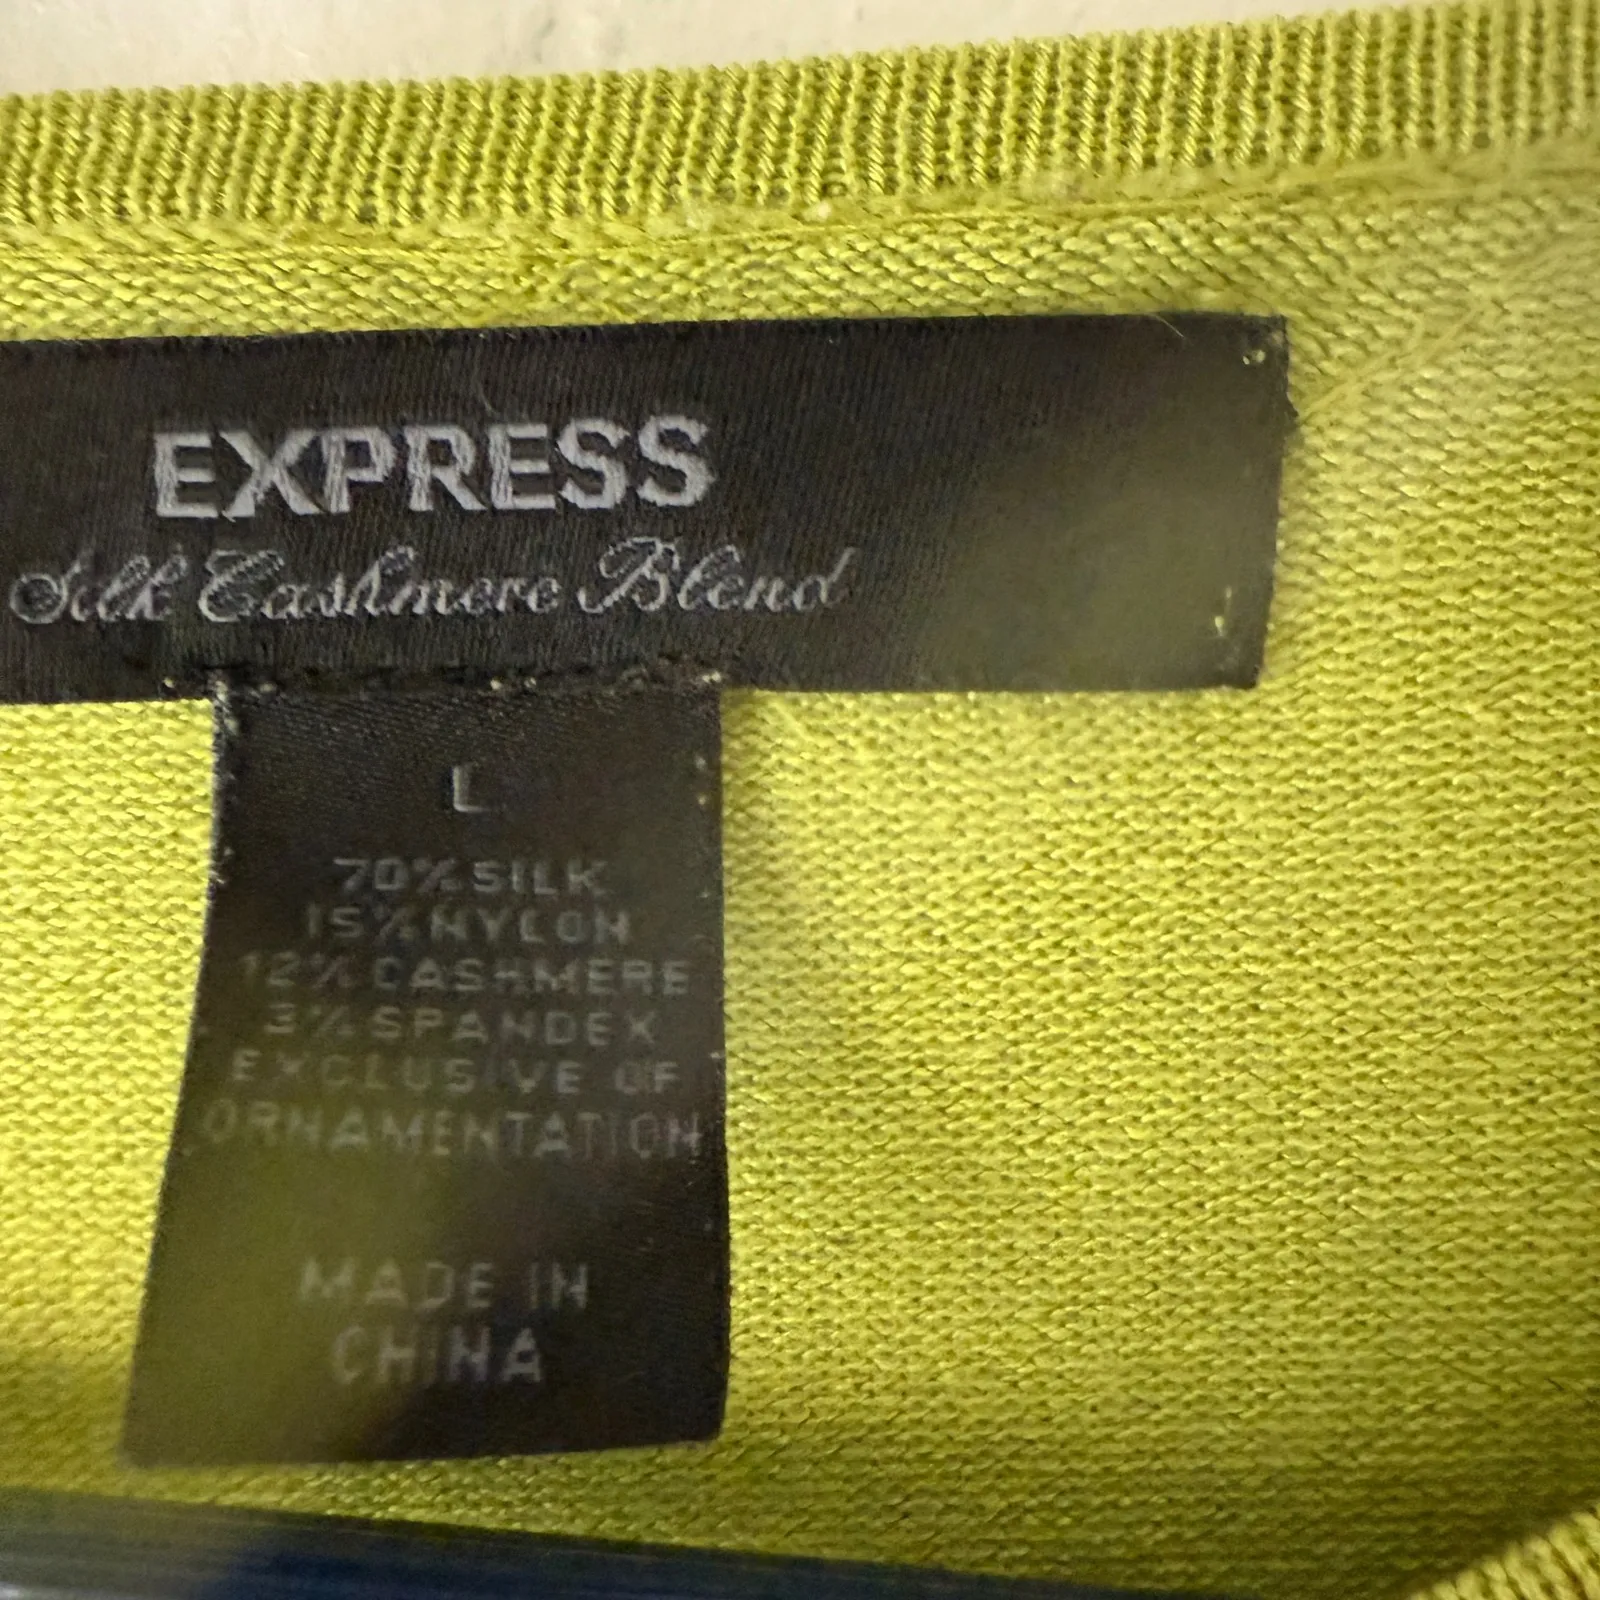 EXPRESS
Silk Cashmere Blend
L
70% SILK
15% NYLON
12% CASHMERE
3% SPANDEX
EXCLUSIVE OF
ORNAMENTATION
MADE IN
CHINA